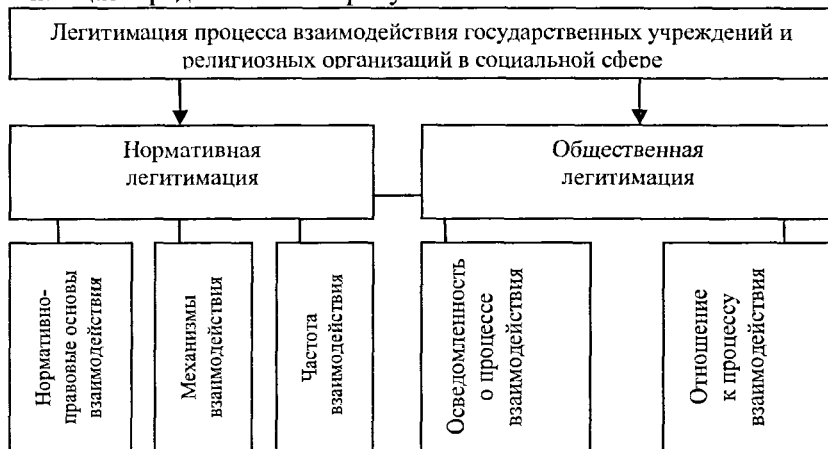 Легитимация процесса взаимодействия государственных учреждений и
религиозных организаций в социальной сфере
Нормативная
легитимация
Общественная
легитимация
Нормативно-
правовые основы
взаимодействия
Механизмы
взаимодействия
Частота
взаимодействия
Осведомленность
о процессе
взаимодействия
Отношение
к процессу
взаимодействия